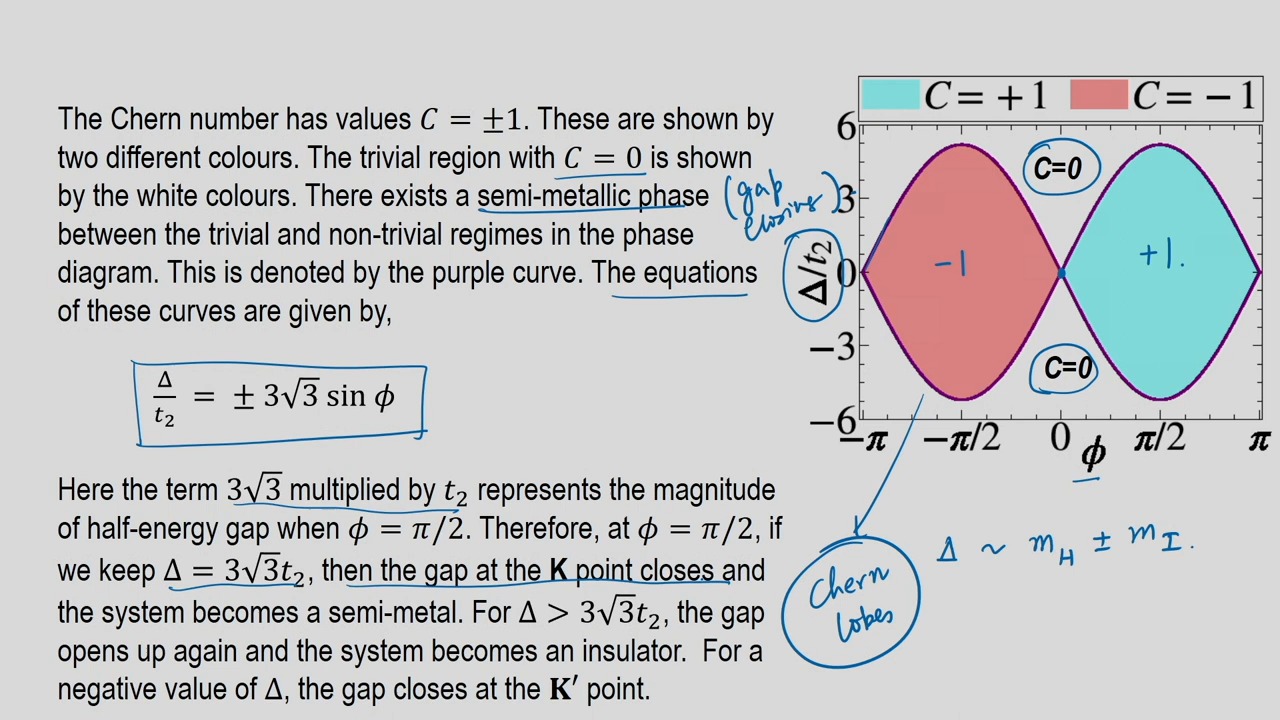 The Chern number has values C = ±1. These are shown by
two different colours. The trivial region with C = 0 is shown
by the white colours. There exists a semi-metallic phase
between the trivial and non-trivial regimes in the phase
diagram. This is denoted by the purple curve. The equations
of these curves are given by,
(gap
closing)
Δ/t₂ = ± 3√3 sin ϕ
Here the term 3√3 multiplied by t₂ represents the magnitude
of half-energy gap when ϕ = π/2. Therefore, at ϕ = π/2, if
we keep Δ = 3√3t₂, then the gap at the K point closes and
the system becomes a semi-metal. For Δ > 3√3t₂, the gap
opens up again and the system becomes an insulator. For a
negative value of Δ, the gap closes at the K′ point.
C = +1 C = −1
6
3
0
−3
−6
Δ/t₂
C=0
-1 +1.
C=0
−π −π/2 0 π/2 π
ϕ
Chern
lobes
Δ ~ m_H ± m_I.